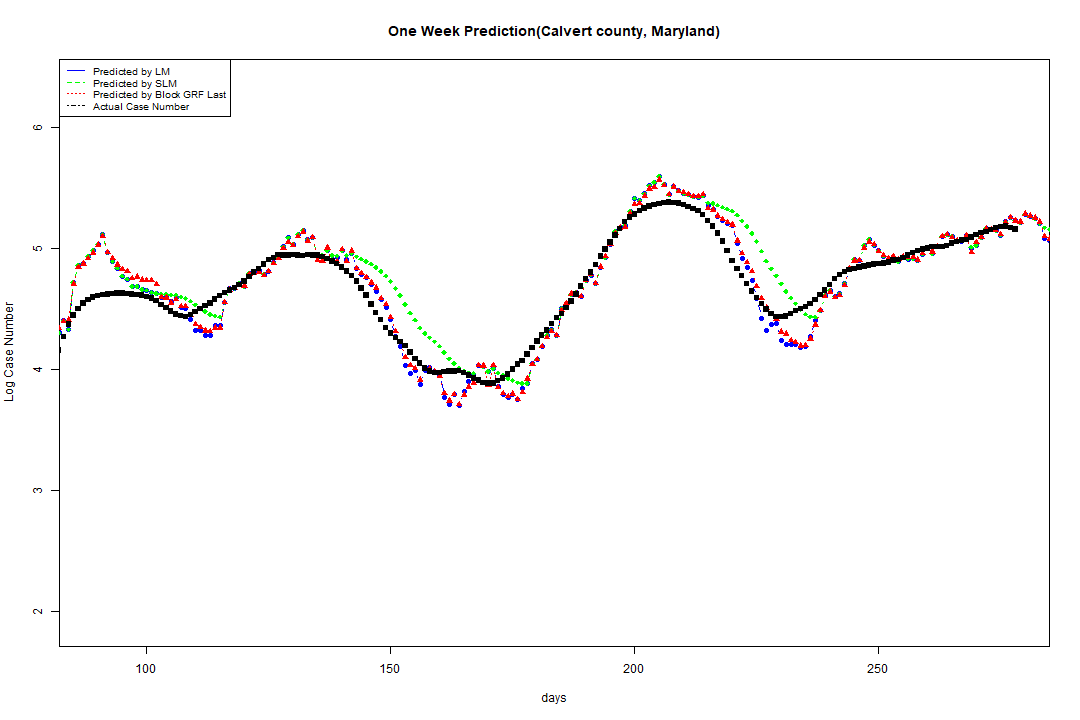 One Week Prediction(Calvert county, Maryland)
Predicted by LM
Predicted by SLM
Predicted by Block GRF Last
Actual Case Number
6
5
4
3
2
Log Case Number
100
150
200
250
days